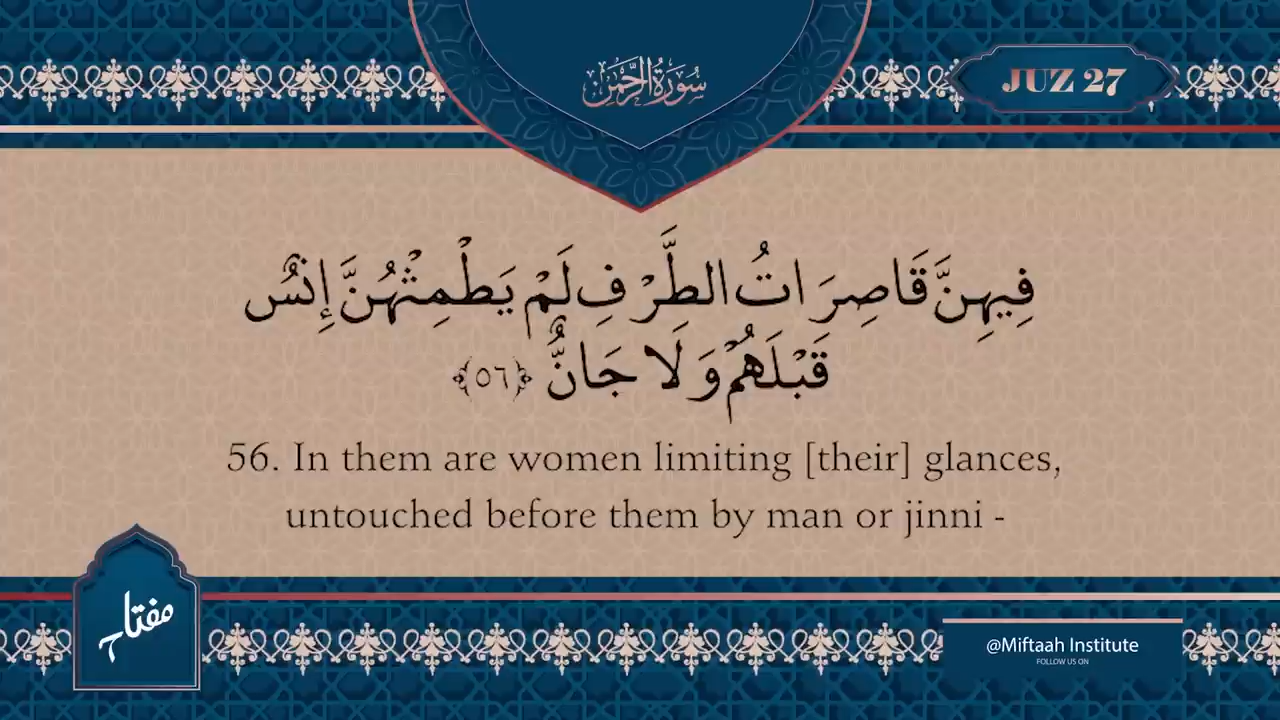 سُورَةُ الرَّحْمَٰن
JUZ 27
فِيهِنَّ قَاصِرَاتُ الطَّرْفِ لَمْ يَطْمِثْهُنَّ إِنسٌ
قَبْلَهُمْ وَلَا جَانٌّ ﴿٥٦﴾
56. In them are women limiting [their] glances,
untouched before them by man or jinni -
مفتاح
@Miftaah Institute
FOLLOW US ON